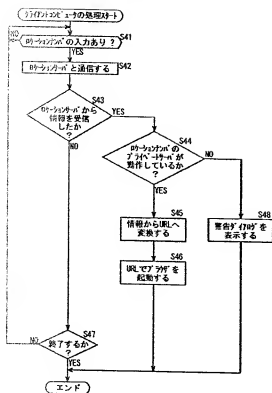 クライアントコンピュータの処理スタート
S41
ロケーションナンバの入力あり?
NO
YES
S42
ロケーションサーバと通信する
S43
ロケーションサーバから
情報を受信
したか?
YES
NO
S44
ロケーションナンバの
プライベートサーバが
動作しているか
?
NO
YES
S45
情報からURLへ
変換する
S48
警告ダイアログを
表示する
S46
URLでブラウザを
起動する
S47
終了するか
?
NO
YES
エンド